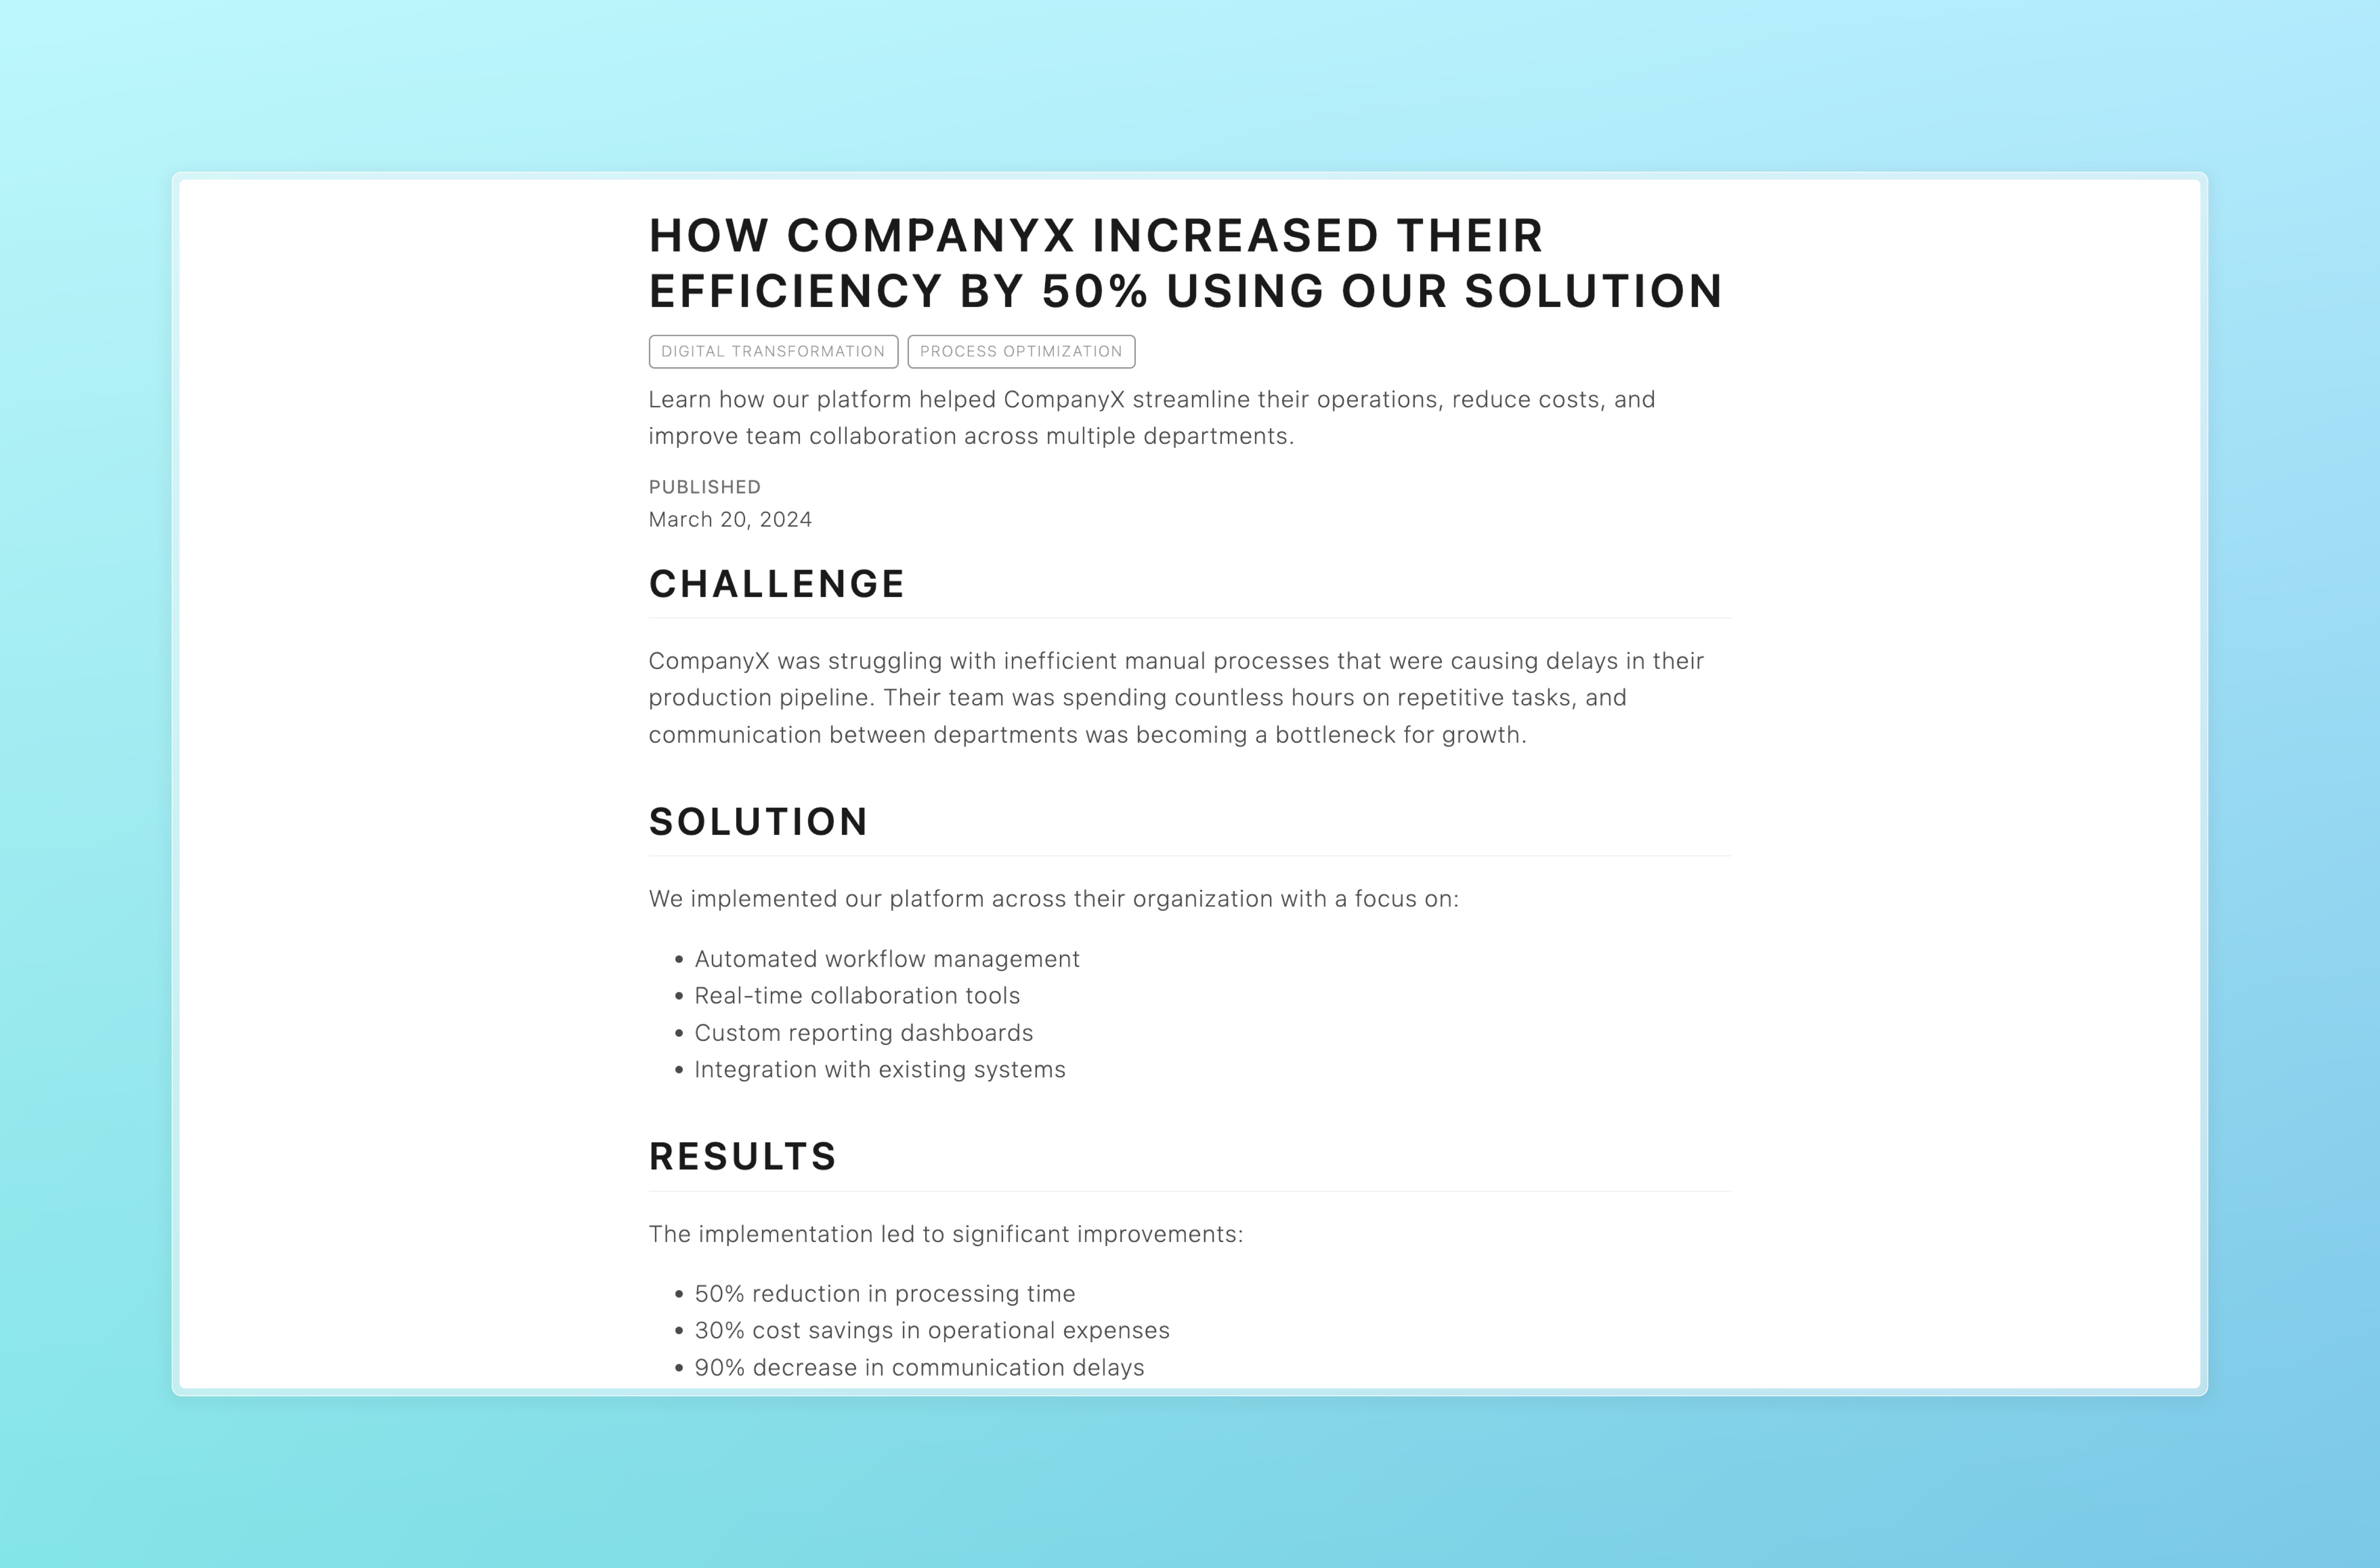 HOW COMPANYX INCREASED THEIR
EFFICIENCY BY 50% USING OUR SOLUTION
DIGITAL TRANSFORMATION PROCESS OPTIMIZATION
Learn how our platform helped CompanyX streamline their operations, reduce costs, and
improve team collaboration across multiple departments.
PUBLISHED
March 20, 2024
CHALLENGE
CompanyX was struggling with inefficient manual processes that were causing delays in their
production pipeline. Their team was spending countless hours on repetitive tasks, and
communication between departments was becoming a bottleneck for growth.
SOLUTION
We implemented our platform across their organization with a focus on:
• Automated workflow management
• Real-time collaboration tools
• Custom reporting dashboards
• Integration with existing systems
RESULTS
The implementation led to significant improvements:
• 50% reduction in processing time
• 30% cost savings in operational expenses
• 90% decrease in communication delays